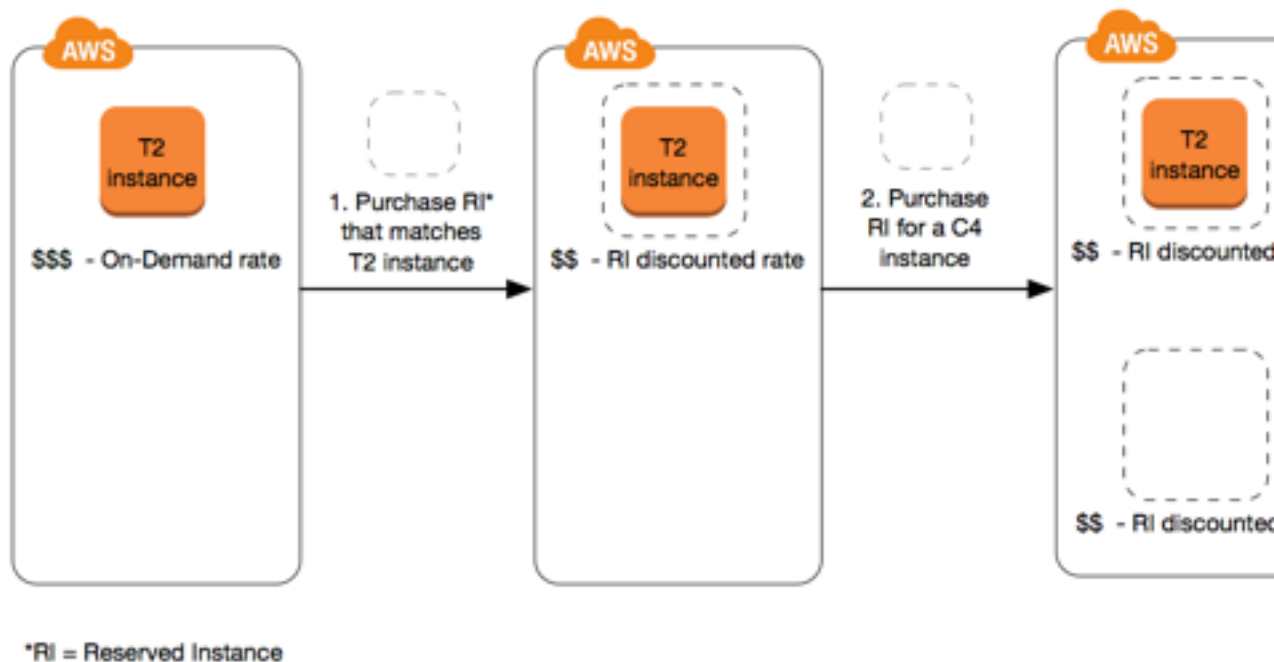 AWS
T2
instance
$$$ - On-Demand rate
1. Purchase RI*
that matches
T2 instance
AWS
T2
instance
$$ - RI discounted rate
2. Purchase
RI for a C4
instance
AWS
T2
instance
$$ - RI discounted
$$ - RI discounted
*RI = Reserved Instance